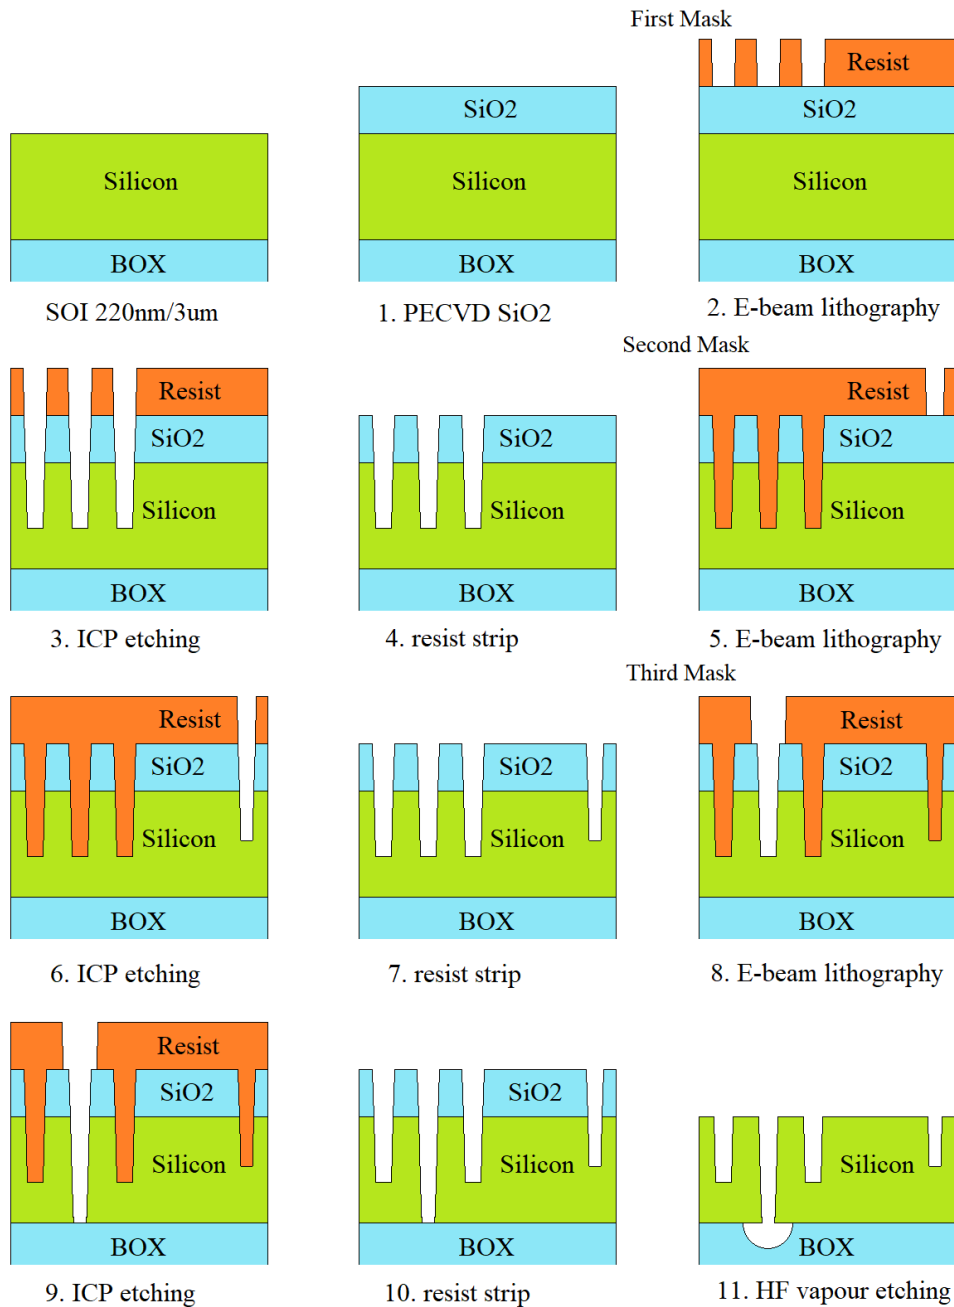 First Mask
Silicon
BOX
SOI 220nm/3um
SiO2
Silicon
BOX
1. PECVD SiO2
Resist
SiO2
Silicon
BOX
2. E-beam lithography
Second Mask
Resist
SiO2
Silicon
BOX
3. ICP etching
SiO2
Silicon
BOX
4. resist strip
Resist
SiO2
Silicon
BOX
5. E-beam lithography
Third Mask
Resist
SiO2
Silicon
BOX
6. ICP etching
SiO2
Silicon
BOX
7. resist strip
Resist
SiO2
Silicon
BOX
8. E-beam lithography
Resist
SiO2
Silicon
BOX
9. ICP etching
SiO2
Silicon
BOX
10. resist strip
Silicon
BOX
11. HF vapour etching